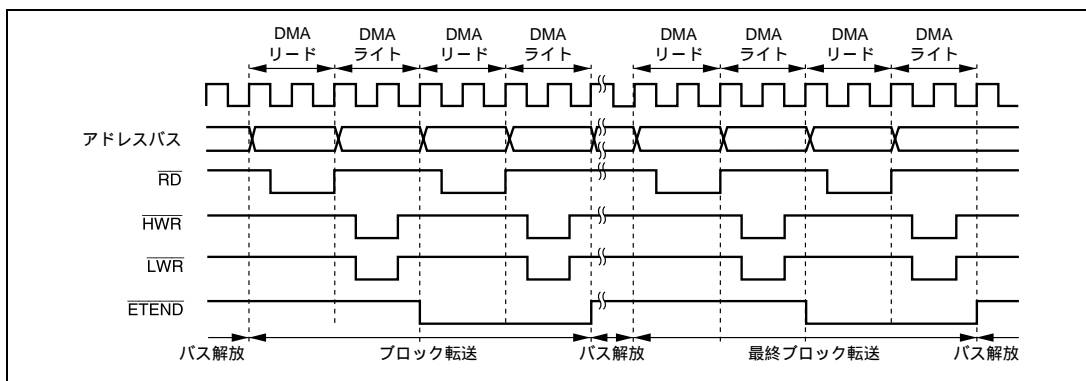 DMA リード
DMA ライト
DMA リード
DMA ライト
DMA リード
DMA ライト
DMA リード
DMA ライト
アドレスバス
RD
HWR
LWR
ETEND
バス解放 ブロック転送 バス解放 最終ブロック転送 バス解放